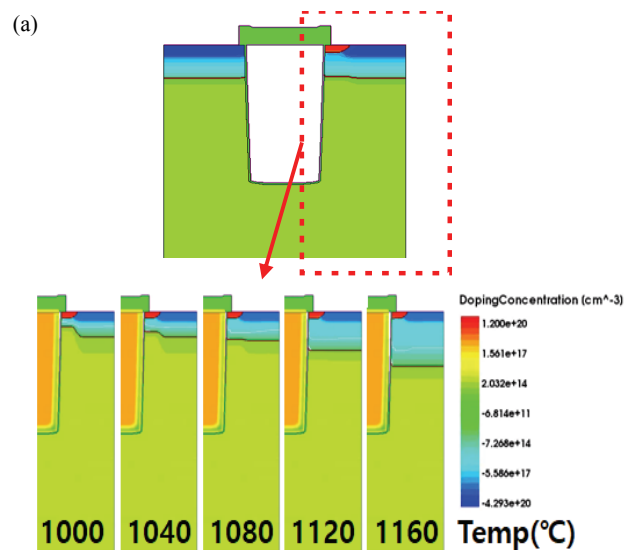 (a)
DopingConcentration (cm^-3)
1.200e+20
1.561e+17
2.032e+14
-6.814e+11
-7.268e+14
-5.586e+17
-4.293e+20
1000 1040 1080 1120 1160 Temp(℃)